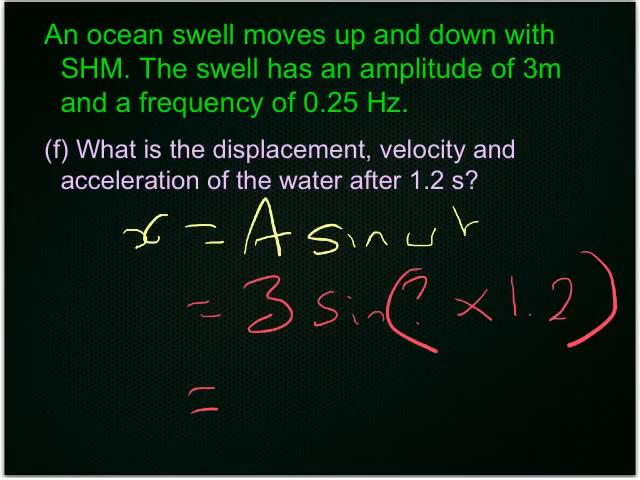 An ocean swell moves up and down with
SHM. The swell has an amplitude of 3m
and a frequency of 0.25 Hz.
(f) What is the displacement, velocity and
acceleration of the water after 1.2 s?
x = A sin ω t
= 3 sin(? × 1.2)
=